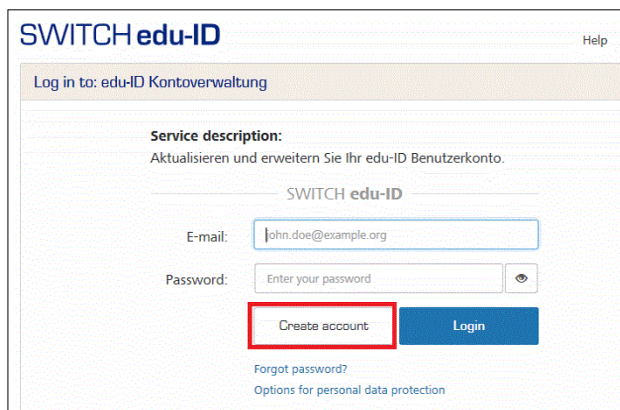 SWITCH edu-ID
Help
Log in to: edu-ID Kontoverwaltung
Service description:
Aktualisieren und erweitern Sie Ihr edu-ID Benutzerkonto.
SWITCH edu-ID
E-mail: john.doe@example.org
Password: Enter your password
Create account Login
Forgot password?
Options for personal data protection